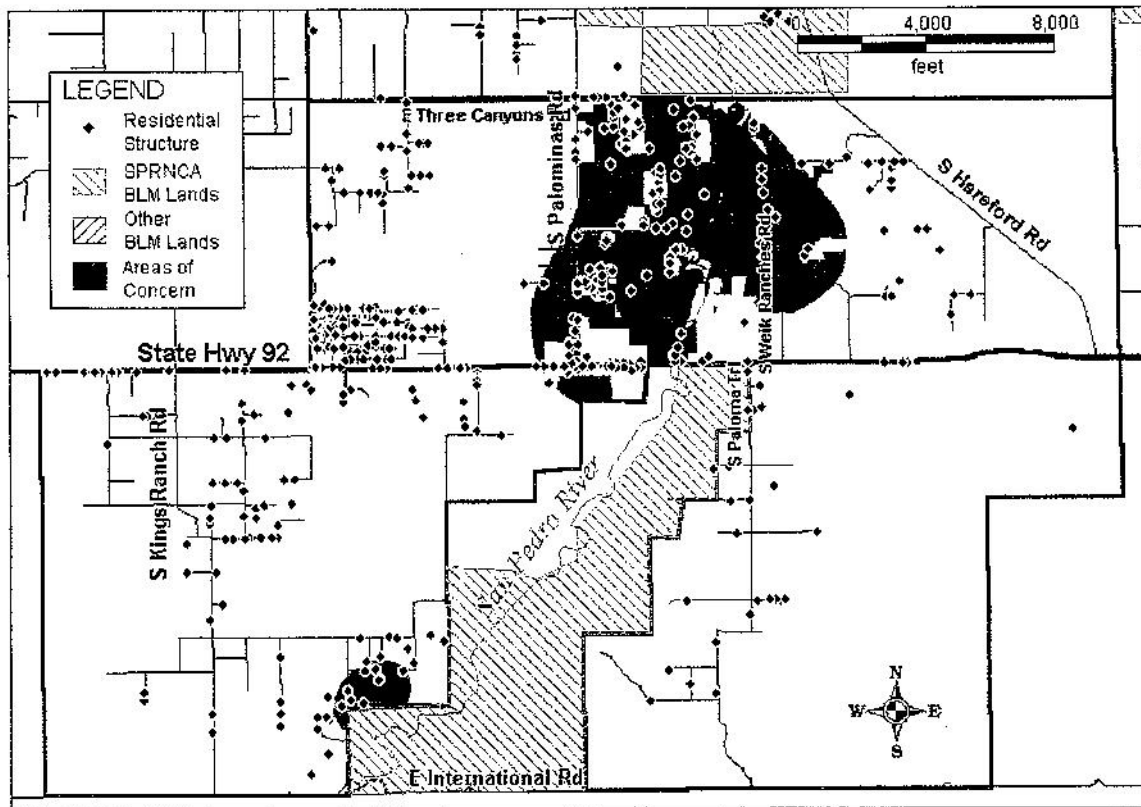 0 4,000 8,000
feet
LEGEND
Residential
Structure
SPRNCA
BLM Lands
Other
BLM Lands
Areas of
Concern
Three Canyons Rd
S Palominas Rd
S Hereford Rd
S Weik Ranches Rd
State Hwy 92
S Paloma Trl
S Kings Ranch Rd
San Pedro River
N
W E
S
E International Rd